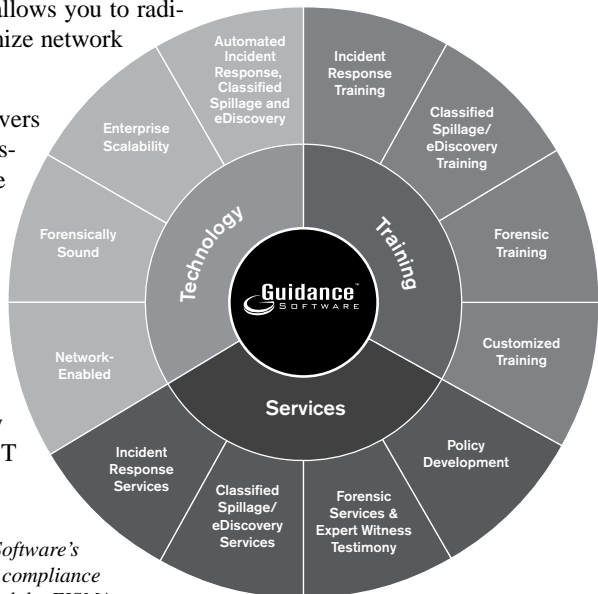 allows you to radi-
nize network
vers
s-
e
T
Software's
compliance
Automated
Incident
Response,
Classified
Spillage and
eDiscovery
Incident
Response
Training
Classified
Spillage/
eDiscovery
Training
Forensic
Training
Customized
Training
Policy
Development
Forensic
Services &
Expert Witness
Testimony
Classified
Spillage/
eDiscovery
Services
Incident
Response
Services
Network-
Enabled
Forensically
Sound
Enterprise
Scalability
Technology
Training
Services
Guidance™
SOFTWARE